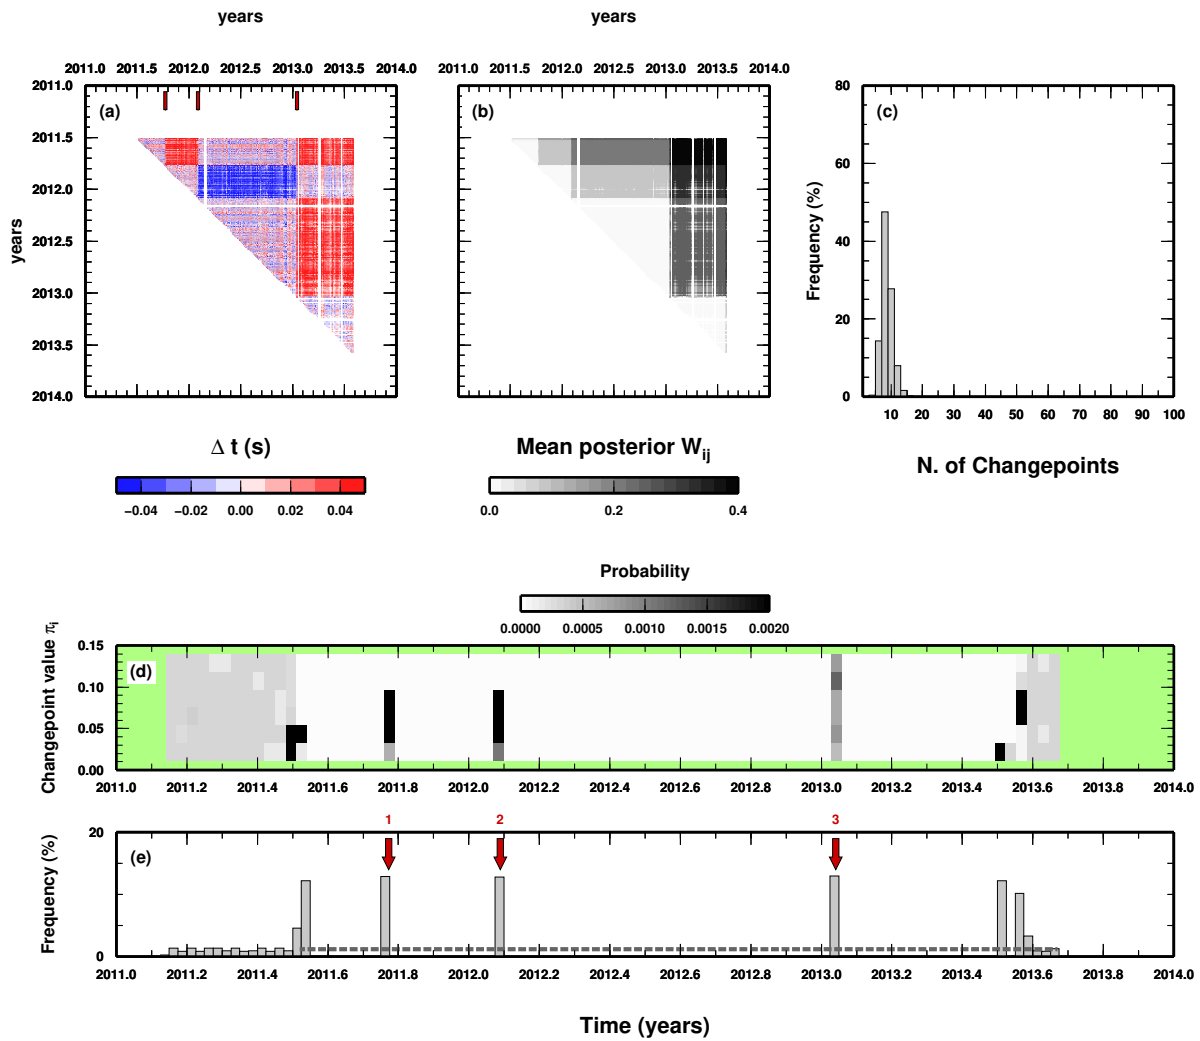 years
years
2011.0 2011.5 2012.0 2012.5 2013.0 2013.5 2014.0
2011.0 2011.5 2012.0 2012.5 2013.0 2013.5 2014.0
2011.0
2011.5
2012.0
2012.5
2013.0
2013.5
2014.0
years
(a)
(b)
(c)
80
60
40
20
0
Frequency (%)
10 20 30 40 50 60 70 80 90 100
N. of Changepoints
Δ t (s)
−0.04 −0.02 0.00 0.02 0.04
Mean posterior W_ij
0.0 0.2 0.4
Probability
0.0000 0.0005 0.0010 0.0015 0.0020
Changepoint value π_i
0.15
0.10
0.05
0.00
(d)
2011.0 2011.2 2011.4 2011.6 2011.8 2012.0 2012.2 2012.4 2012.6 2012.8 2013.0 2013.2 2013.4 2013.6 2013.8 2014.0
1 2 3
Frequency (%)
20
0
(e)
2011.0 2011.2 2011.4 2011.6 2011.8 2012.0 2012.2 2012.4 2012.6 2012.8 2013.0 2013.2 2013.4 2013.6 2013.8 2014.0
Time (years)